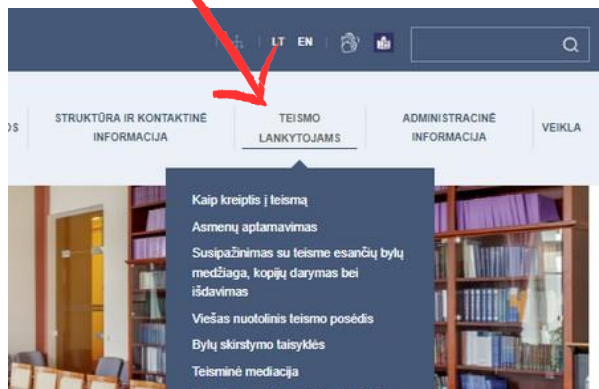 LT EN
OS STRUKTŪRA IR KONTAKTINĖ TEISMO ADMINISTRACINĖ VEIKLA
INFORMACIJA LANKYTOJAMS INFORMACIJA
Kaip kreiptis į teismą
Asmenų aptarnavimas
Susipažinimas su teisme esančių bylų
medžiaga, kopijų darymas bei
išdavimas
Viešas nuotolinis teismo posėdis
Bylų skirstymo taisyklės
Teisminė mediacija